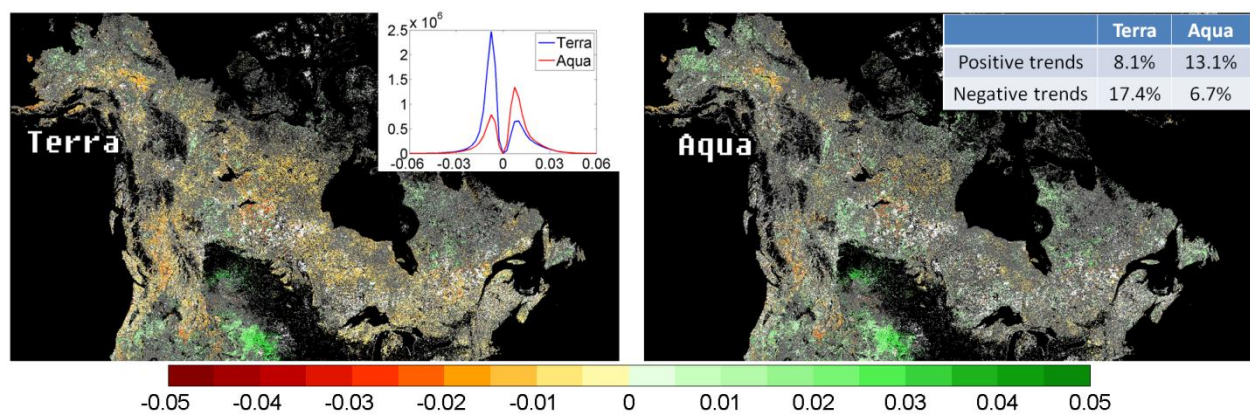 x 10⁶
2.5
2
1.5
1
0.5
0
-0.06 -0.03 0 0.03 0.06
Terra
Aqua
Terra
Aqua
Terra Aqua
Positive trends 8.1% 13.1%
Negative trends 17.4% 6.7%
-0.05 -0.04 -0.03 -0.02 -0.01 0 0.01 0.02 0.03 0.04 0.05